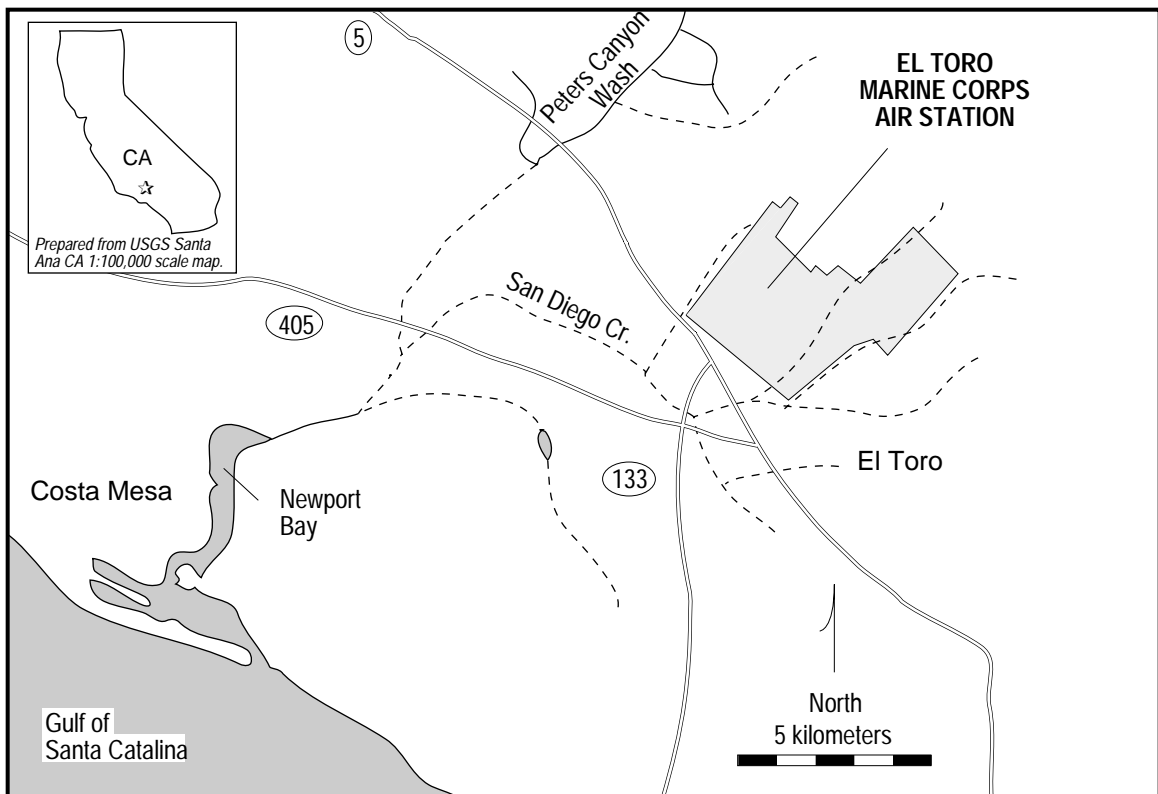 5
Peters Canyon
Wash
EL TORO
MARINE CORPS
AIR STATION
CA
Prepared from USGS Santa
Ana CA 1:100,000 scale map.
San Diego Cr.
405
133
El Toro
Costa Mesa
Newport
Bay
Gulf of
Santa Catalina
North
5 kilometers